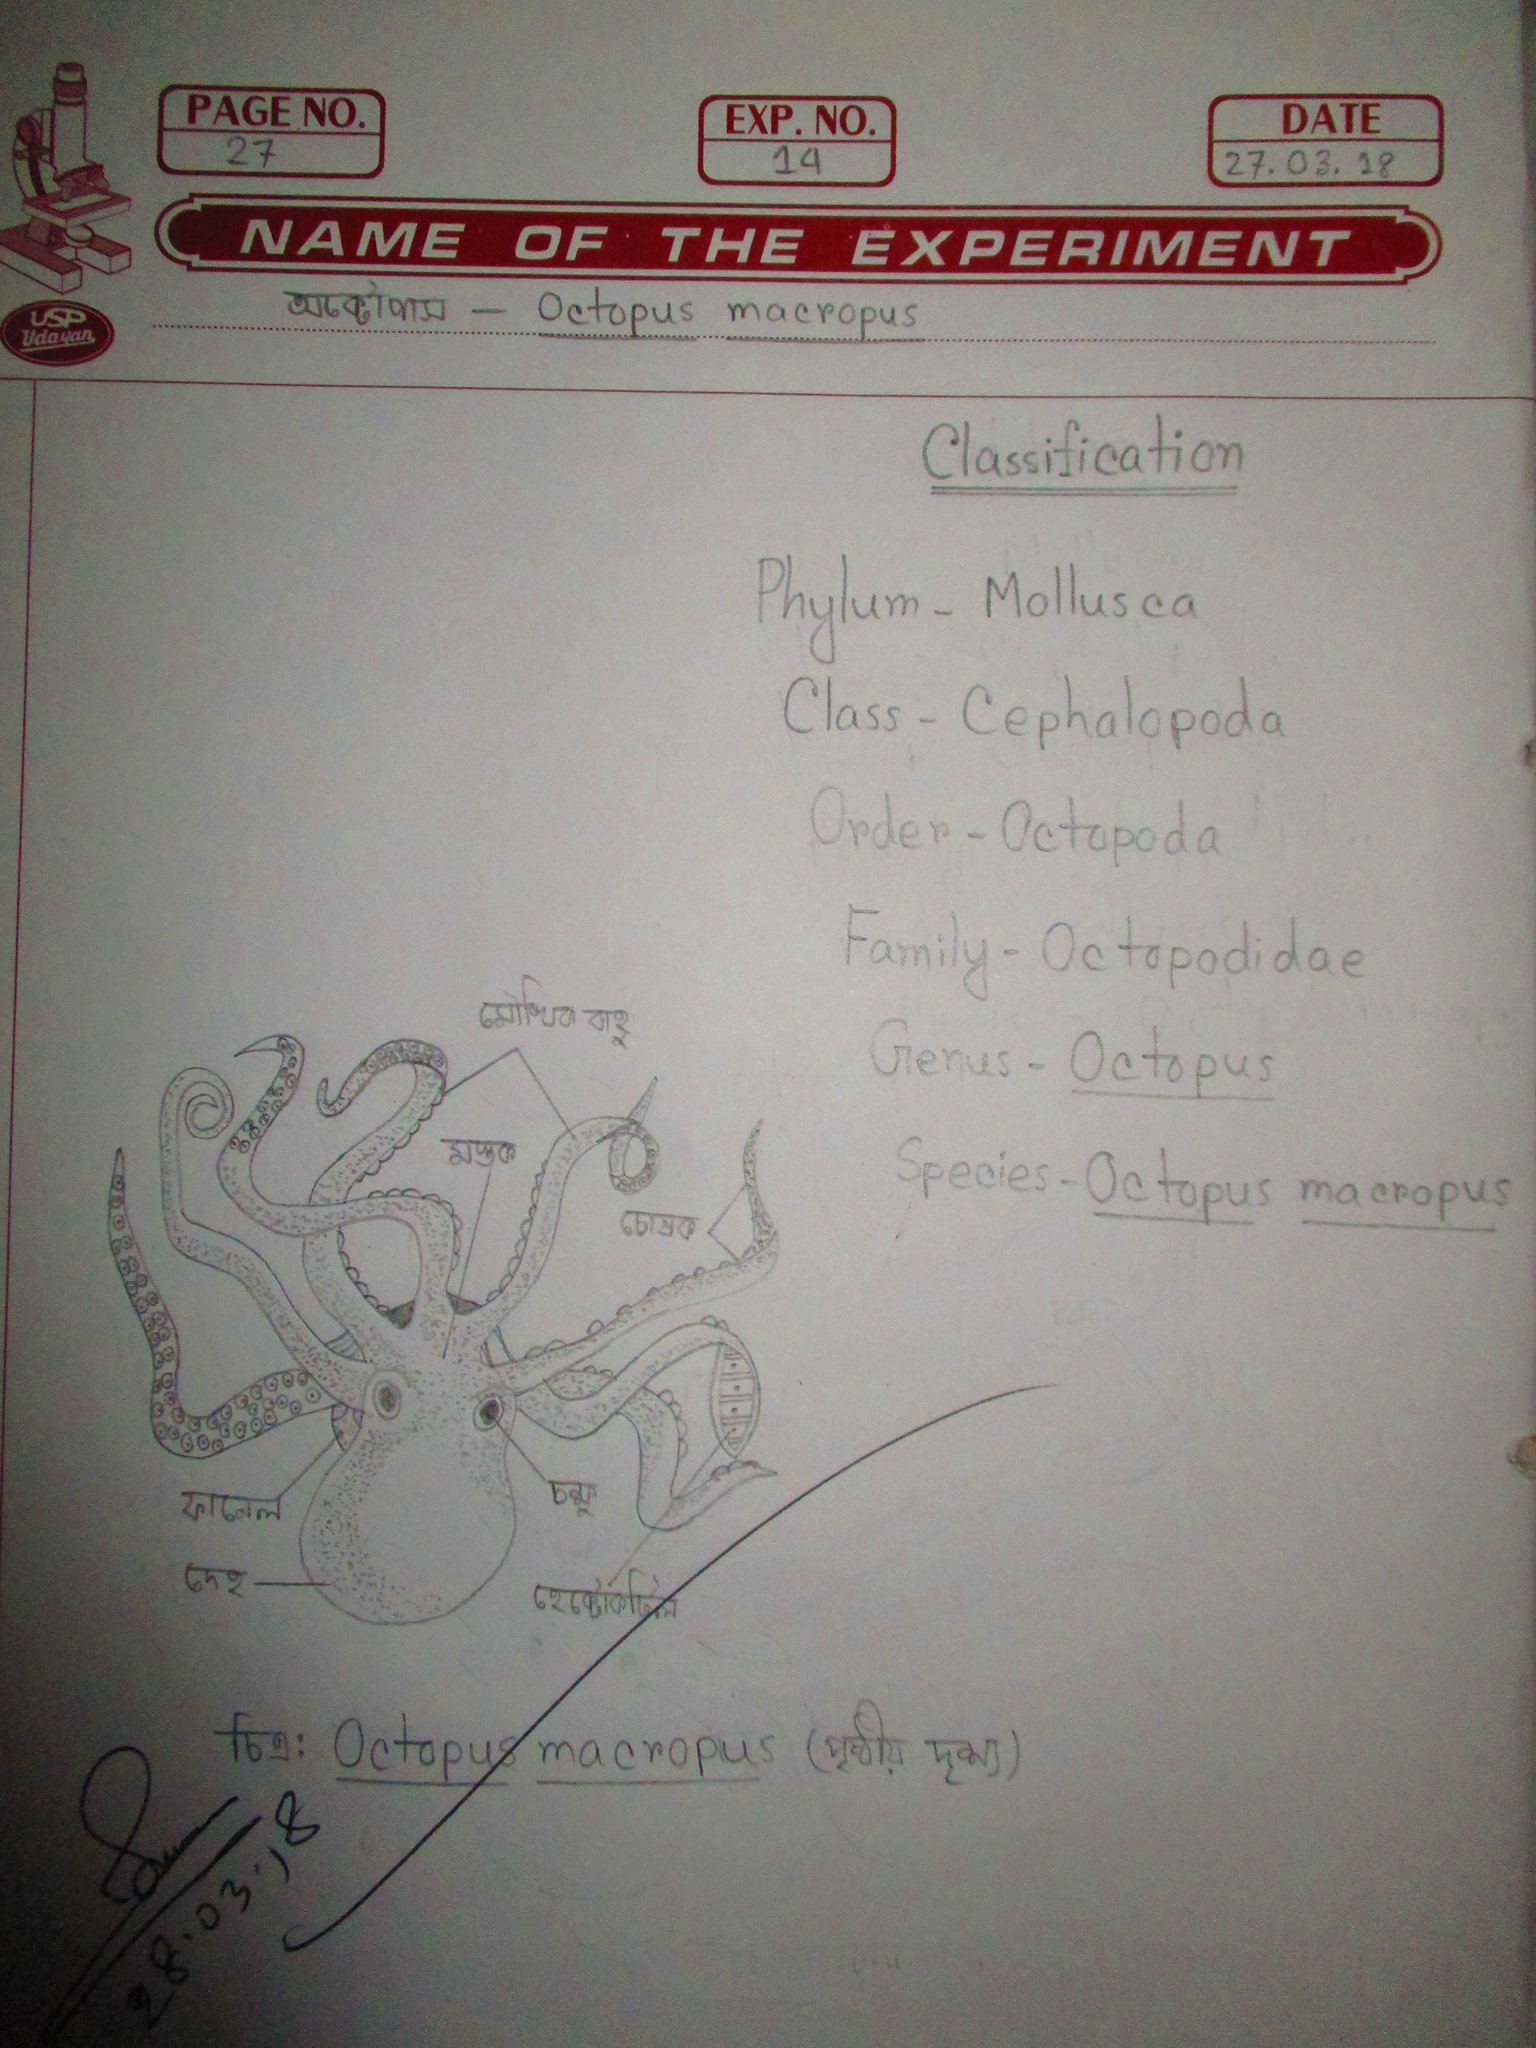 PAGE NO.
27
EXP. NO.
14
DATE
27.03.18
NAME OF THE EXPERIMENT
অক্টোপাস — Octopus macropus
USP
Udayan
Classification
Phylum - Mollusca
Class - Cephalopoda
Order - Octopoda
Family - Octopodidae
Genus - Octopus
Species - Octopus macropus
মৌখিক বাহু
মস্তক
চোষক
ফানেল
চক্ষু
দেহ
হেক্টোকটিল
চিত্র: Octopus macropus (পৃষ্ঠীয় দৃশ্য)
28.03.18